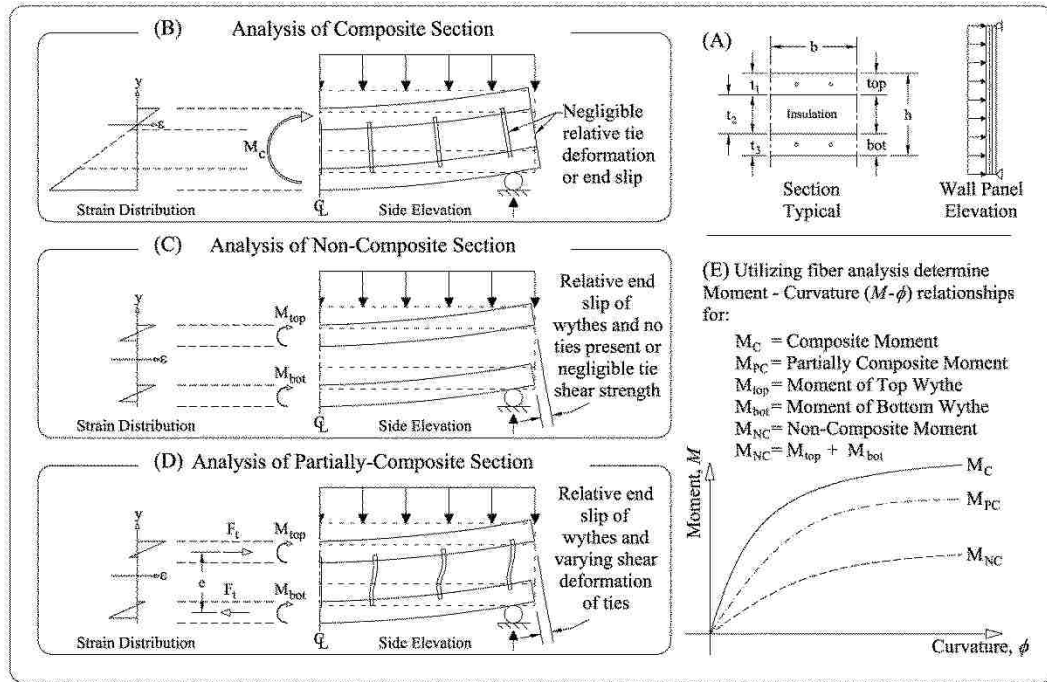 (B) Analysis of Composite Section
y
ε
M_c
Negligible
relative tie
deformation
or end slip
Strain Distribution
℄
Side Elevation
(C) Analysis of Non-Composite Section
y
ε
M_top
M_bot
Relative end
slip of
wythes and no
ties present or
negligible tie
shear strength
Strain Distribution
℄
Side Elevation
(D) Analysis of Partially-Composite Section
y
ε
F_t
e
F_t
M_top
M_bot
Relative end
slip of
wythes and
varying shear
deformation
of ties
Strain Distribution
℄
Side Elevation
(A)
b
t_1
t_2
t_3
top
Insulation
bot
h
Section
Typical
Wall Panel
Elevation
(E) Utilizing fiber analysis determine
Moment - Curvature (M-ϕ) relationships
for:
M_C = Composite Moment
M_PC = Partially Composite Moment
M_top = Moment of Top Wythe
M_bot = Moment of Bottom Wythe
M_NC = Non-Composite Moment
M_NC = M_top + M_bot
Moment, M
M_C
M_PC
M_NC
Curvature, ϕ